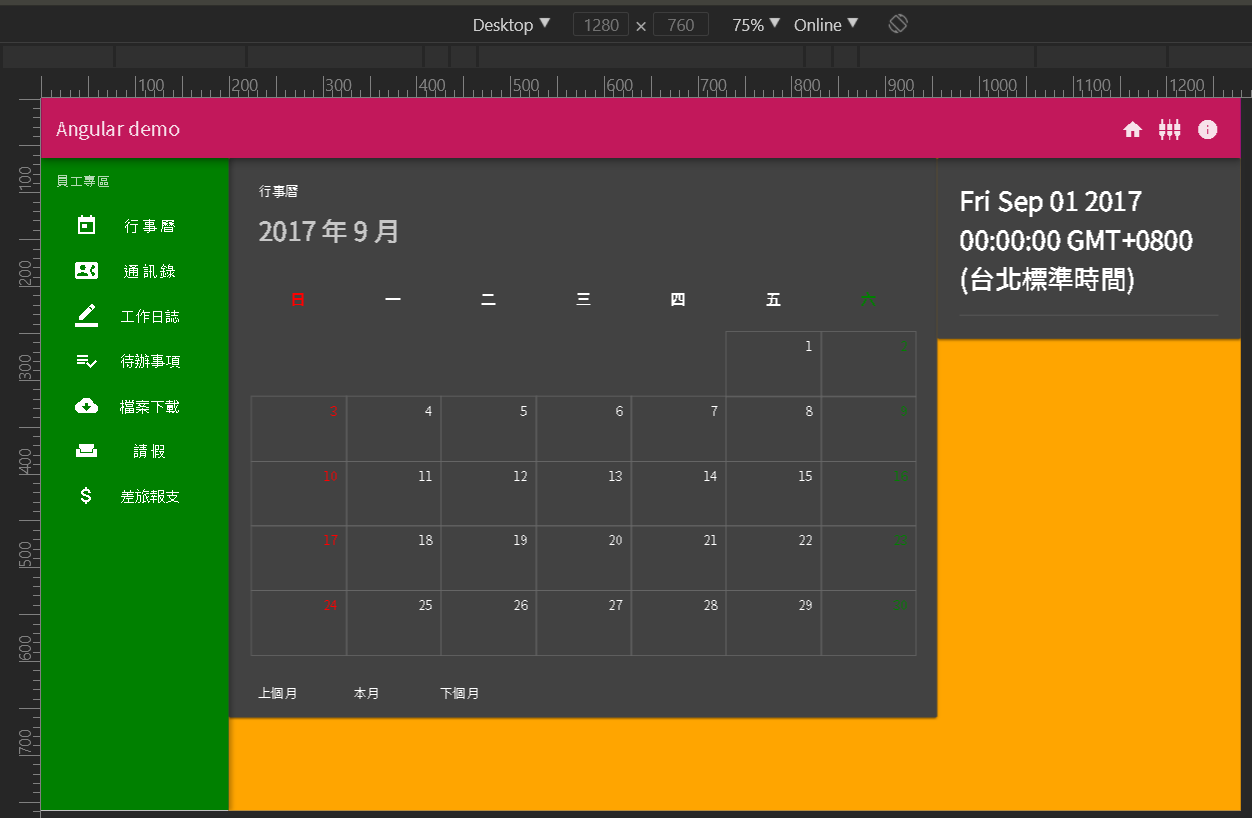 Desktop ▼ 1280 × 760 75% ▼ Online ▼
100 200 300 400 500 600 700 800 900 1000 1100 1200
Angular demo
員工專區
行事曆
通訊錄
工作日誌
待辦事項
檔案下載
請假
差旅報支
行事曆
2017 年 9 月
日 一 二 三 四 五 六
1 2
3 4 5 6 7 8 9
10 11 12 13 14 15 16
17 18 19 20 21 22 23
24 25 26 27 28 29 30
上個月 本月 下個月
Fri Sep 01 2017
00:00:00 GMT+0800
(台北標準時間)
100
200
300
400
500
600
700